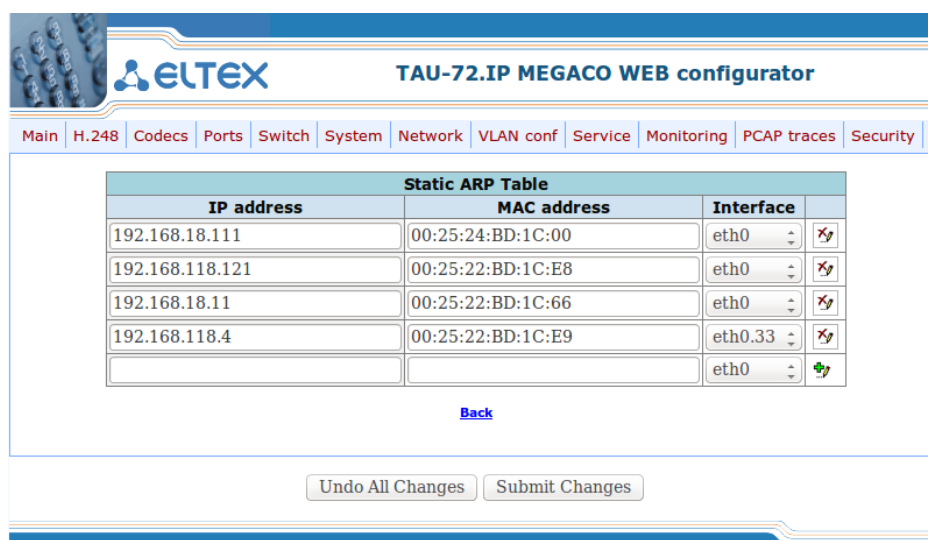 ELTEX TAU-72.IP MEGACO WEB configurator
Main H.248 Codecs Ports Switch System Network VLAN conf Service Monitoring PCAP traces Security
Static ARP Table
IP address MAC address Interface
192.168.18.111 00:25:24:BD:1C:00 eth0
192.168.118.121 00:25:22:BD:1C:E8 eth0
192.168.18.11 00:25:22:BD:1C:66 eth0
192.168.118.4 00:25:22:BD:1C:E9 eth0.33
eth0
Back
Undo All Changes Submit Changes